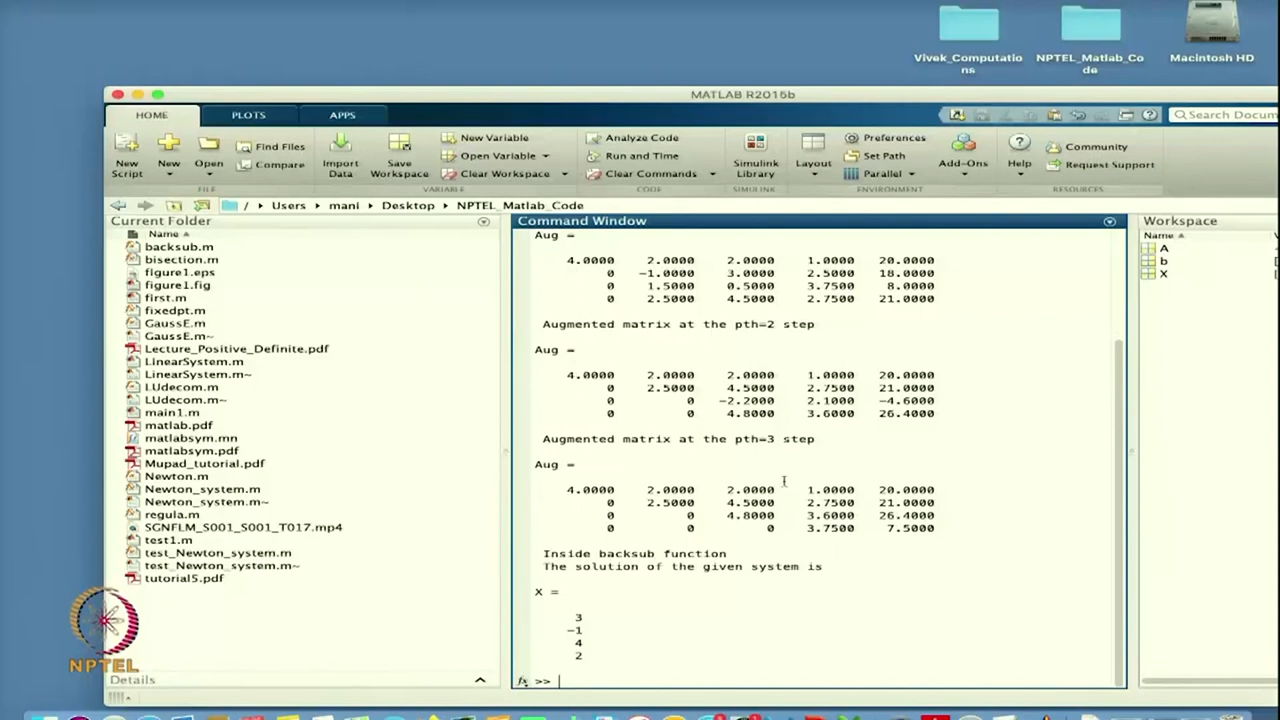 Vivek_Computatio
ns
NPTEL_Matlab_Co
de
Macintosh HD
MATLAB R2015b
HOME
PLOTS
APPS
Search Docum
New
Script
New
Open
Find Files
Compare
FILE
Import
Data
Save
Workspace
New Variable
Open Variable
Clear Workspace
VARIABLE
Analyze Code
Run and Time
Clear Commands
CODE
Simulink
Library
SIMULINK
Layout
Preferences
Set Path
Parallel
ENVIRONMENT
Add-Ons
Help
Community
Request Support
RESOURCES
/ Users mani Desktop NPTEL_Matlab_Code
Current Folder
Name
backsub.m
bisection.m
figure1.eps
figure1.fig
first.m
fixedpt.m
GaussE.m
GaussE.m~
Lecture_Positive_Definite.pdf
LinearSystem.m
LinearSystem.m~
LUdecom.m
LUdecom.m~
main1.m
matlab.pdf
matlabsym.mn
matlabsym.pdf
Mupad_tutorial.pdf
Newton.m
Newton_system.m
Newton_system.m~
regula.m
SGNFLM_S001_S001_T017.mp4
test1.m
test_Newton_system.m
test_Newton_system.m~
tutorial5.pdf
Details
NPTEL
Command Window
Aug =
4.0000 2.0000 2.0000 1.0000 20.0000
0 -1.0000 3.0000 2.5000 18.0000
0 1.5000 0.5000 3.7500 8.0000
0 2.5000 4.5000 2.7500 21.0000
Augmented matrix at the pth=2 step
Aug =
4.0000 2.0000 2.0000 1.0000 20.0000
0 2.5000 4.5000 2.7500 21.0000
0 0 -2.2000 2.1000 -4.6000
0 0 4.8000 3.6000 26.4000
Augmented matrix at the pth=3 step
Aug =
4.0000 2.0000 2.0000 1.0000 20.0000
0 2.5000 4.5000 2.7500 21.0000
0 0 4.8000 3.6000 26.4000
0 0 0 3.7500 7.5000
Inside backsub function
The solution of the given system is
X =
3
-1
4
2
fx >>
Workspace
Name
A
b
X